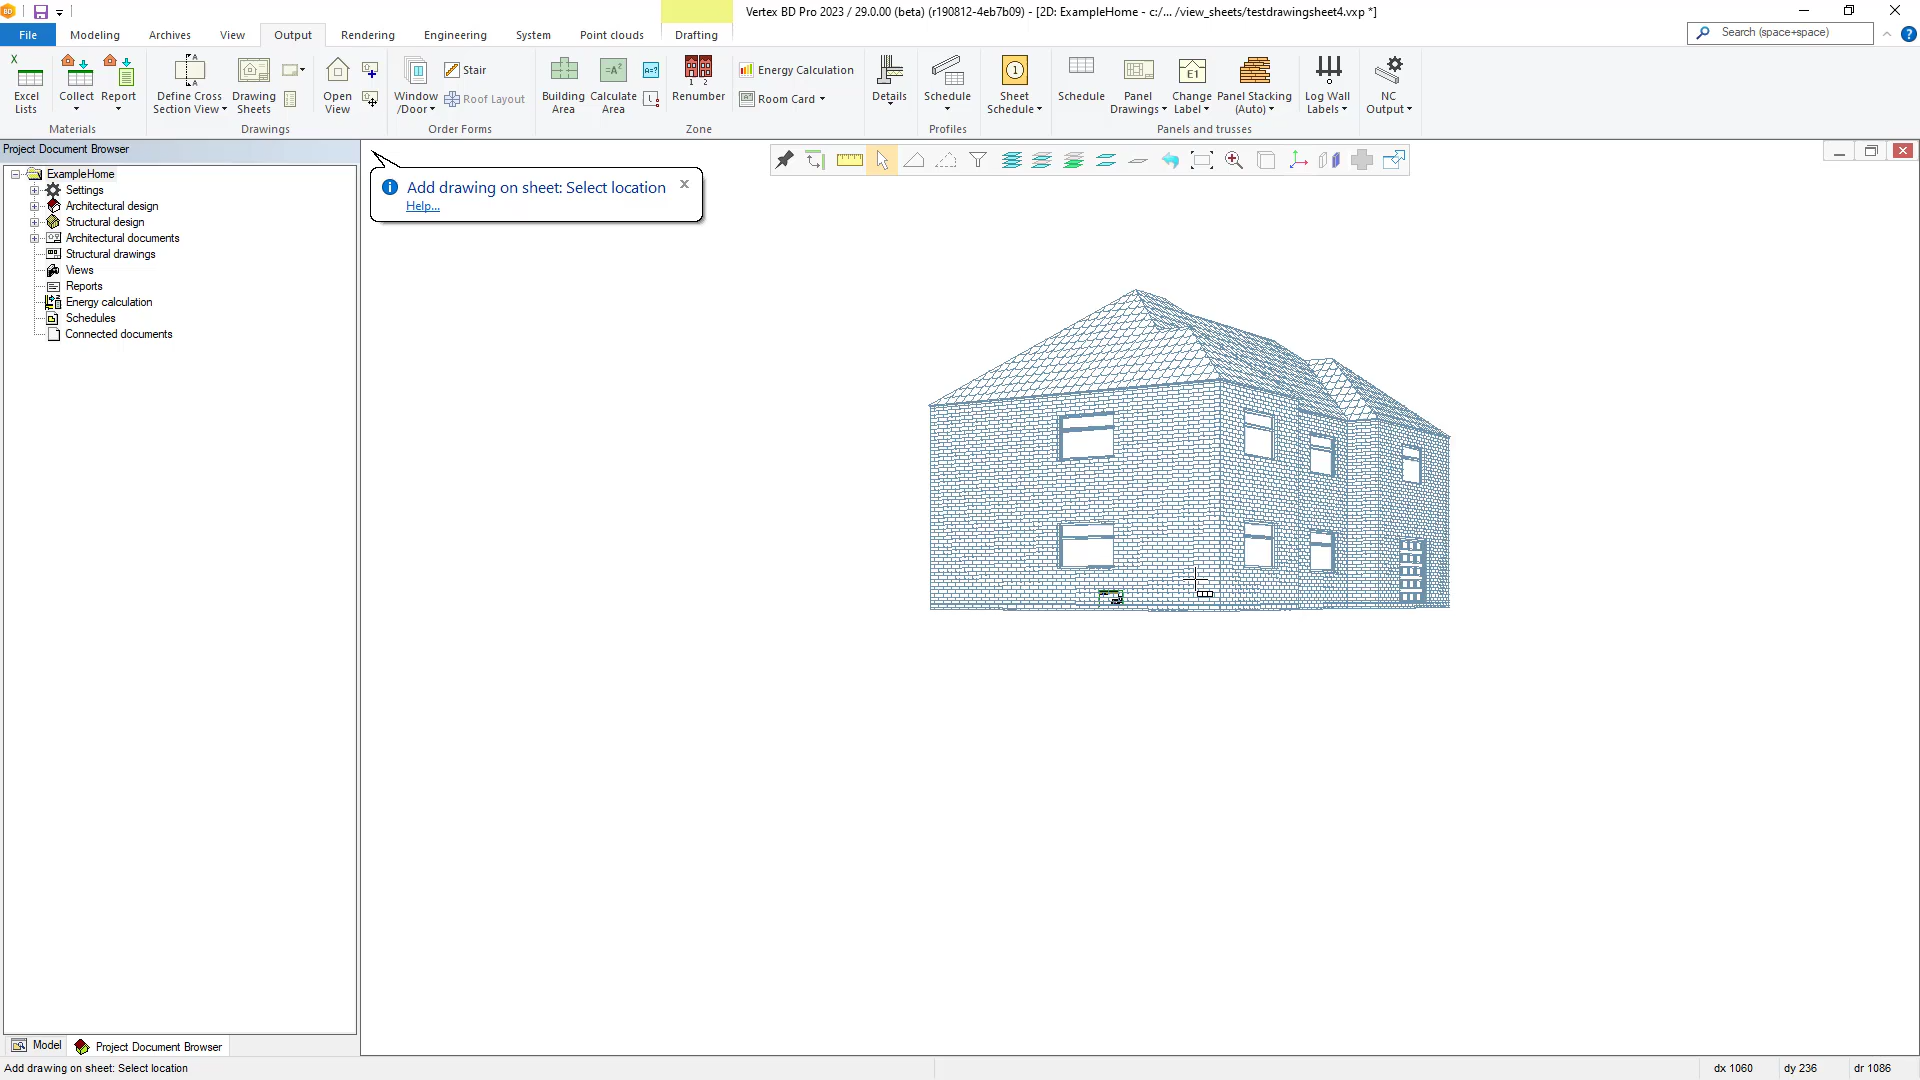 Vertex BD Pro 2023 / 29.0.00 (beta) (r190812-4eb7b09) - [2D: ExampleHome - c:/... /view_sheets/testdrawingsheet4.vxp *]
File Modeling Archives View Output Rendering Engineering System Point clouds Drafting
Search (space+space)
Excel Lists
Collect
Report
Materials
Define Cross Section View
Drawing Sheets
Drawings
Open View
Window /Door
Stair
Roof Layout
Order Forms
Building Area
Calculate Area
Renumber
Energy Calculation
Room Card
Zone
Details
Schedule
Profiles
Sheet Schedule
Schedule
Panel Drawings
Change Label
Panel Stacking (Auto)
Log Wall Labels
Panels and trusses
NC Output
Project Document Browser
ExampleHome
Settings
Architectural design
Structural design
Architectural documents
Structural drawings
Views
Reports
Energy calculation
Schedules
Connected documents
Add drawing on sheet: Select location
Help...
Model
Project Document Browser
Add drawing on sheet: Select location
dx 1060 dy 236 dr 1086